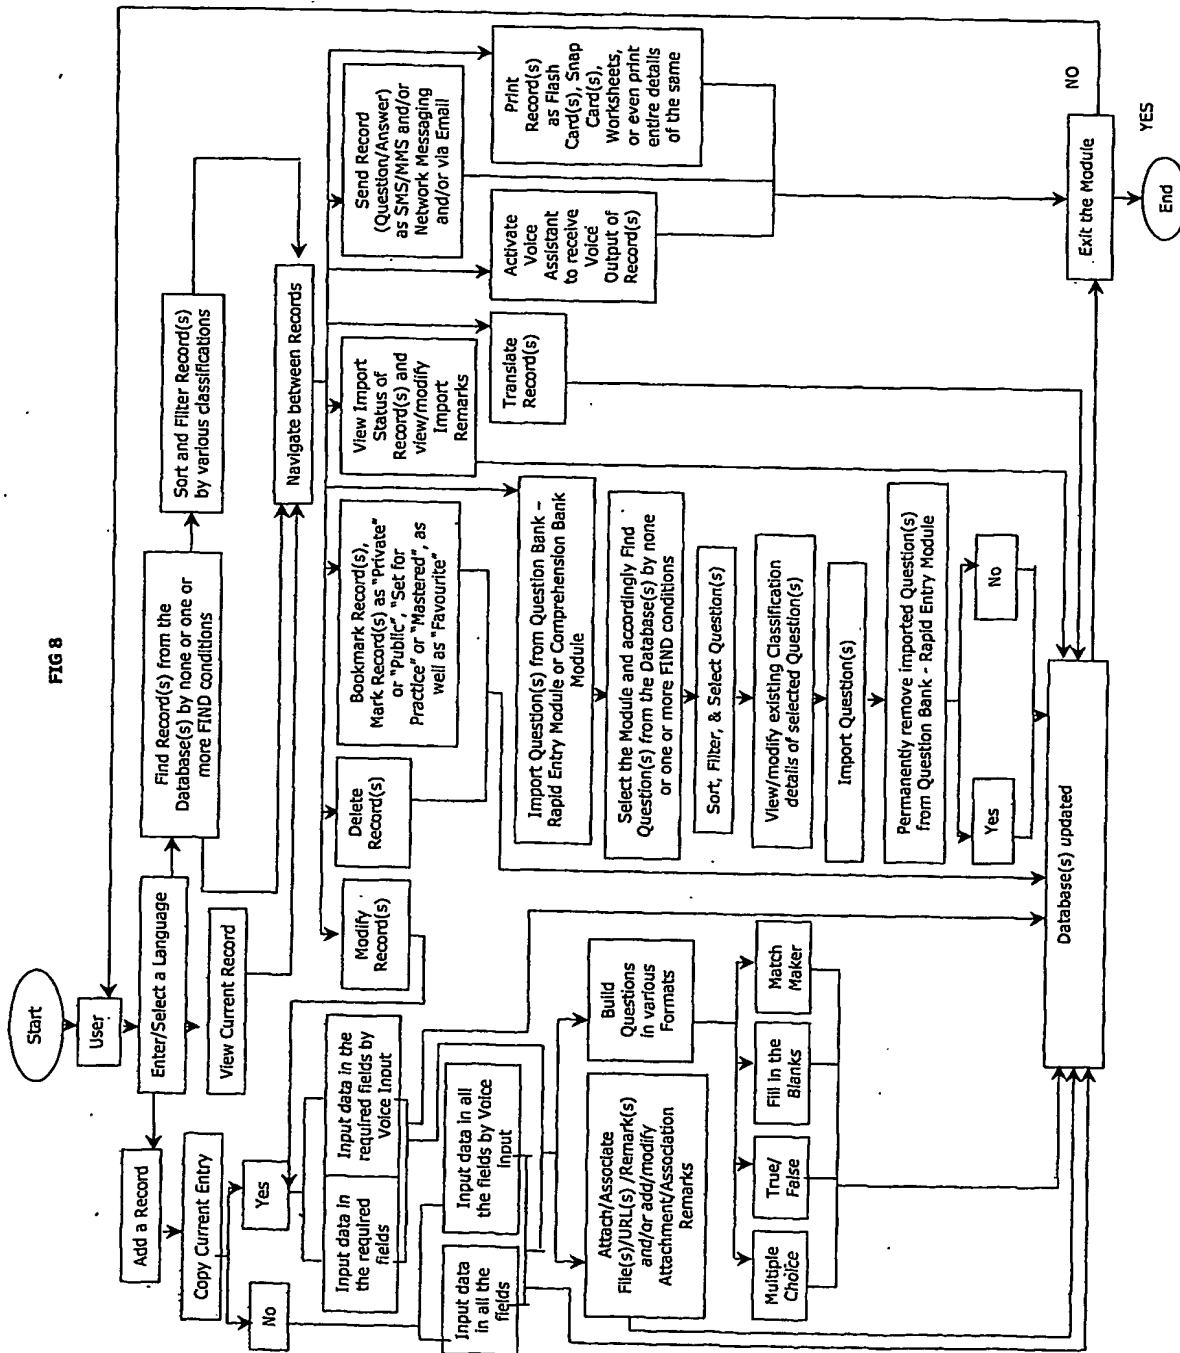 FIG 8
Start
User
Enter/Select a Language
Add a Record
View Current Record
Find Record(s) from the
Database(s) by none or one or
more FIND conditions
Sort and Filter Record(s)
by various classifications
Copy Current Entry
Navigate between Records
No
Yes
Input data in
the required
fields
Input data in the
required fields by
Voice Input
Modify
Record(s)
Delete
Record(s)
Bookmark Record(s),
Mark Record(s) as "Private"
or "Public", "Set for
Practice" or "Mastered", as
well as "Favourite"
View Import
Status of
Record(s) and
view/modify
Import
Remarks
Send Record
(Question/Answer)
as SMS/MMS and/or
Network Messaging
and/or via Email
Input data
in all the
fields
Input data in all
the fields by Voice
input
Import Question(s) from Question Bank –
Rapid Entry Module or Comprehension Bank
Module
Translate
Record(s)
Activate
Voice
Assistant
to receive
Voice
Output of
Record(s)
Print
Record(s)
as Flash
Card(s), Snap
Card(s),
Worksheets,
or even print
entire details
of the same
Attach/Associate
File(s)/URL(s) /Remark(s)
and/or add/modify
Attachment/Association
Remarks
Build
Questions
in various
Formats
Select the Module and accordingly Find
Question(s) from the Database(s) by none
or one or more FIND conditions
Sort, Filter, & Select Question(s)
Multiple
Choice
True/
False
Fill in the
Blanks
Match
Maker
View/modify existing Classification
details of selected Question(s)
Import Question(s)
Permanently remove imported Question(s)
from Question Bank - Rapid Entry Module
Yes
No
Database(s) updated
Exit the Module
NO
YES
End